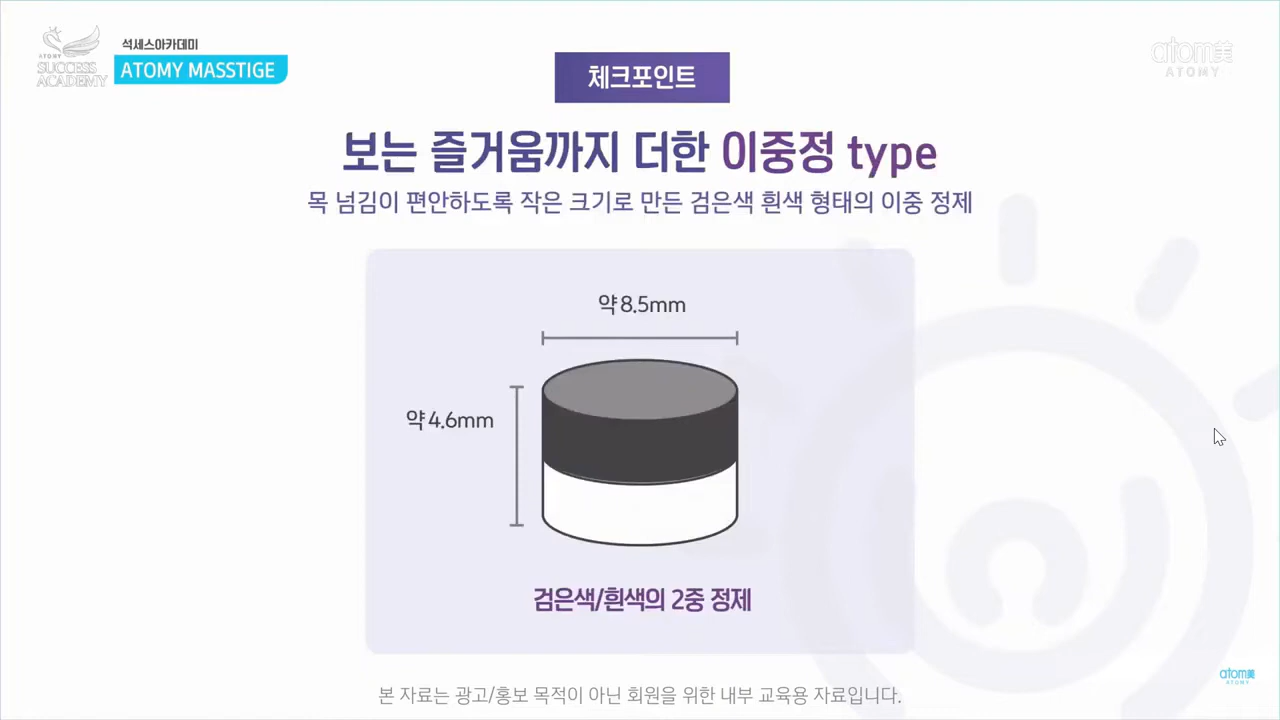 석세스아카데미
ATOMY
SUCCESS
ACADEMY
ATOMY MASSTIGE
atom美
ATOMY
체크포인트
보는 즐거움까지 더한 이중정 type
목 넘김이 편안하도록 작은 크기로 만든 검은색 흰색 형태의 이중 정제
약 8.5mm
약 4.6mm
검은색/흰색의 2중 정제
atom美
ATOMY
본 자료는 광고/홍보 목적이 아닌 회원을 위한 내부 교육용 자료입니다.